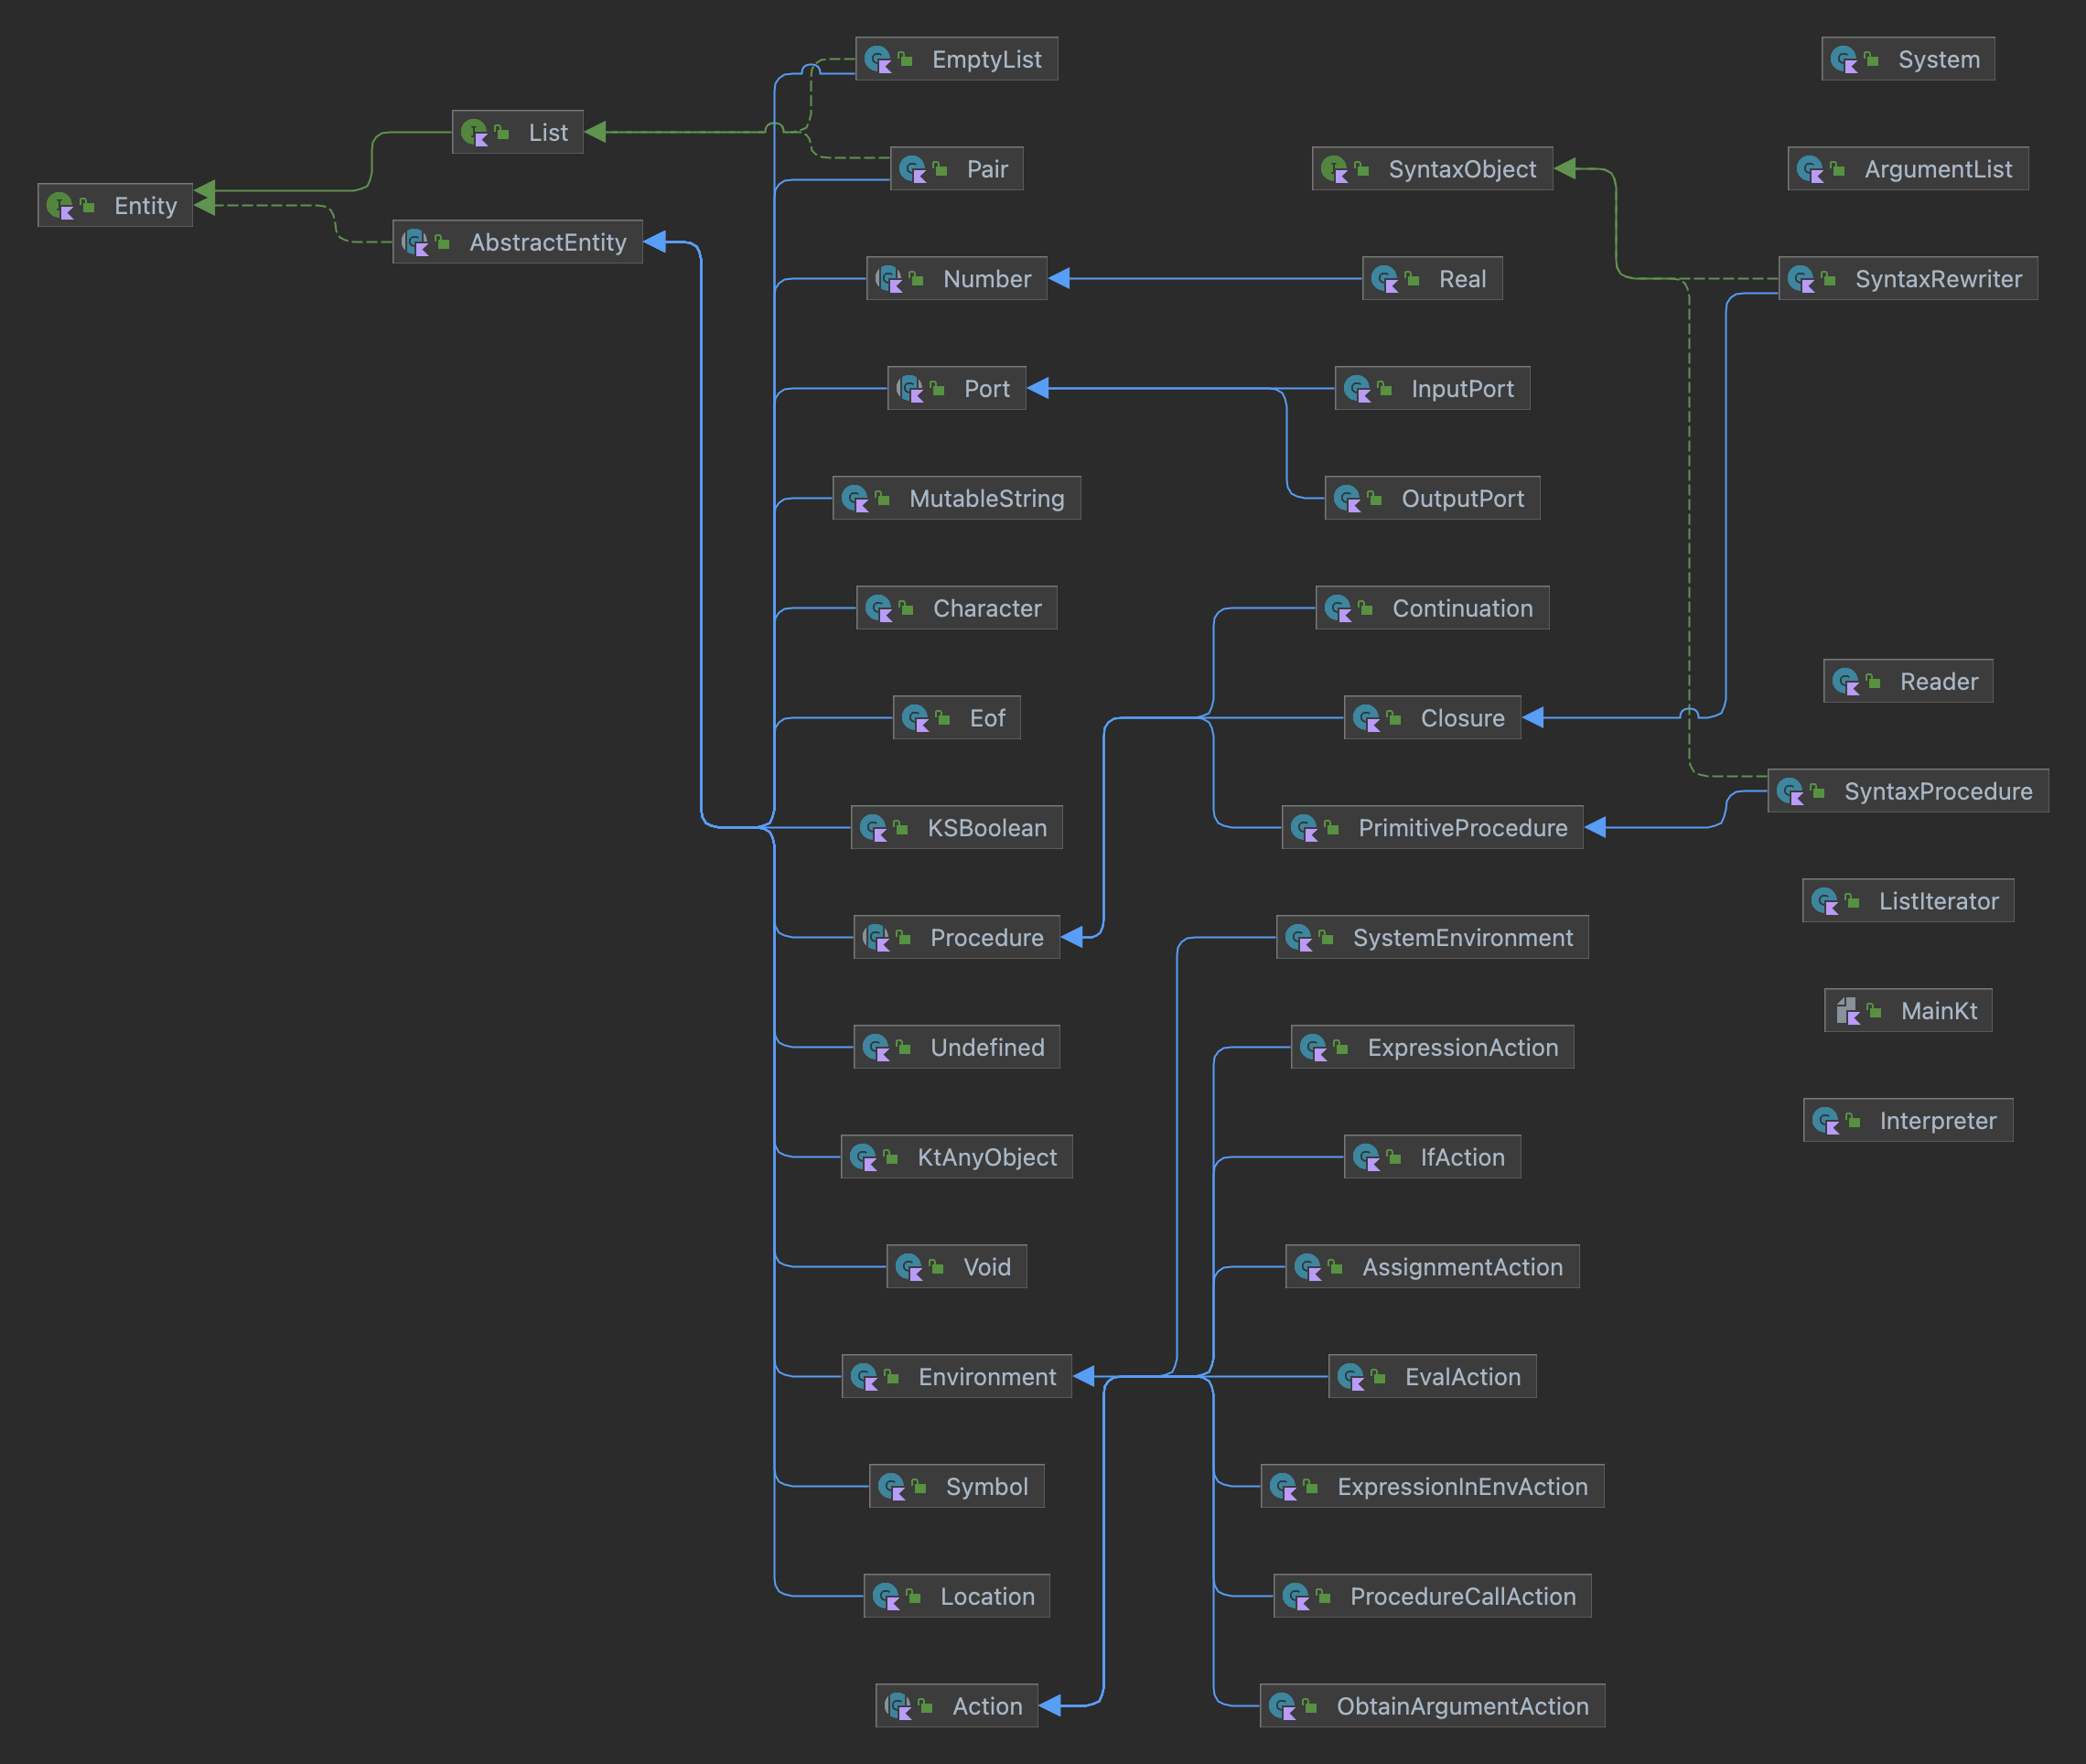 EmptyList
System
List
Pair
SyntaxObject
ArgumentList
Entity
AbstractEntity
Number
Real
SyntaxRewriter
Port
InputPort
MutableString
OutputPort
Character
Continuation
Reader
Eof
Closure
SyntaxProcedure
KSBoolean
PrimitiveProcedure
ListIterator
Procedure
SystemEnvironment
MainKt
Undefined
ExpressionAction
Interpreter
KtAnyObject
IfAction
Void
AssignmentAction
Environment
EvalAction
Symbol
ExpressionInEnvAction
Location
ProcedureCallAction
Action
ObtainArgumentAction